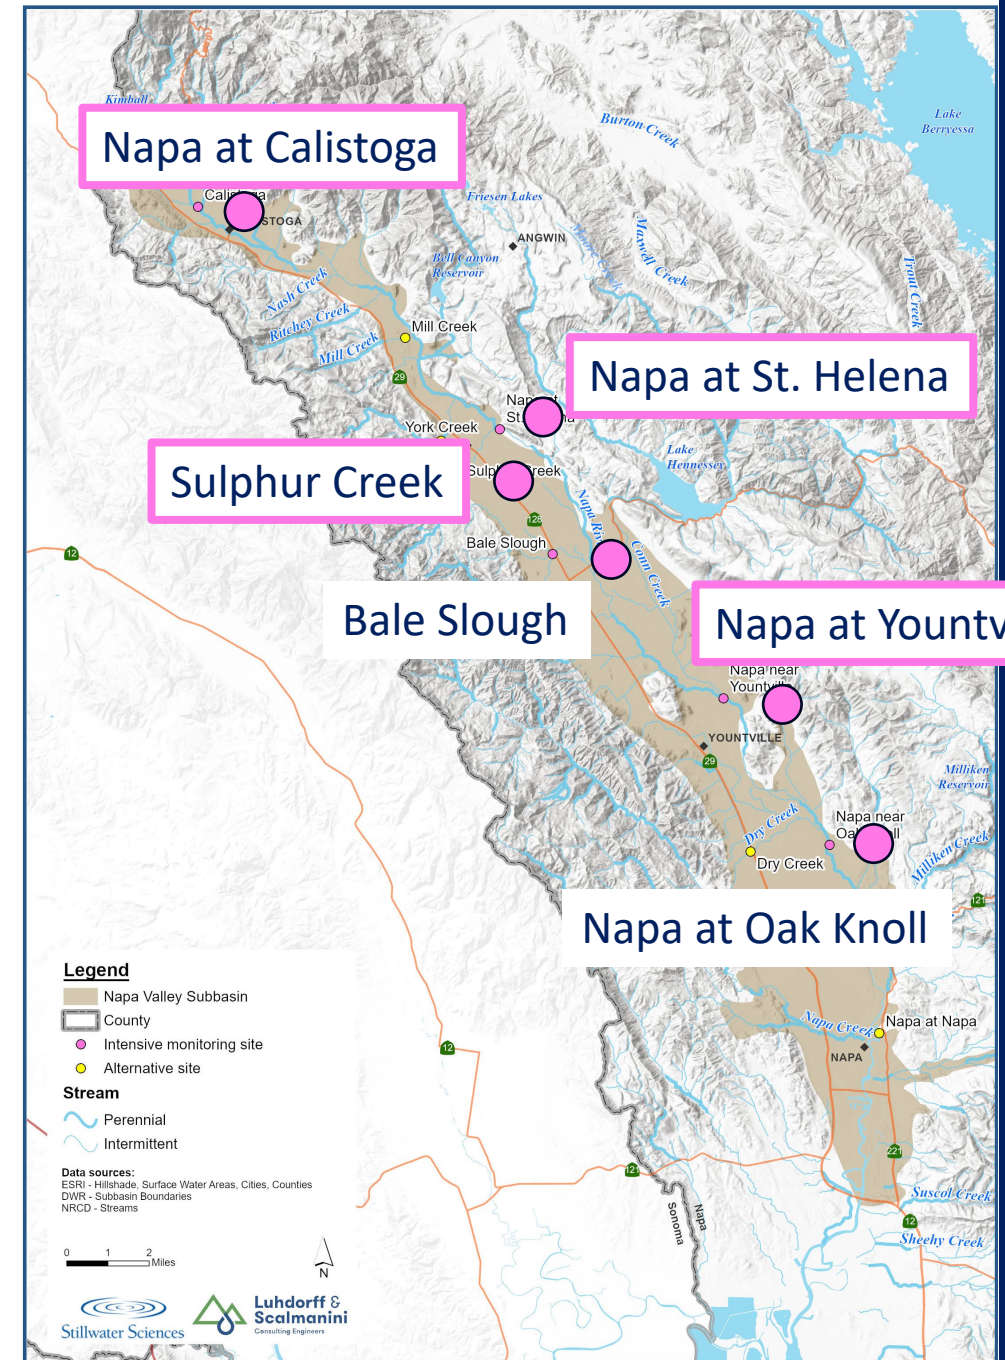 Kimball
Lake
Berryessa
Burton Creek
Napa at Calistoga
Friesen Lakes
STOGA
ANGWIN
Maxwell Creek
Bell Canyon
Reservoir
Trout Creek
Nash Creek
Ritchey Creek
Mill Creek
Mill Creek
29
Napa at St. Helena
York Creek
Sulphur Creek
Lake
Hennessey
128
Bale Slough
Conn Creek
12
Bale Slough
Napa at Yountv
Napa near
YOUNTVILLE
29
Milliken
Reservoir
Napa near
Dry Creek
Dry Creek
Milliken Creek
121
Napa at Oak Knoll
Legend
Napa Valley Subbasin
County
Intensive monitoring site
Alternative site
Stream
Perennial
Intermittent
Napa Creek
Napa at Napa
NAPA
12
Data sources:
ESRI - Hillshade, Surface Water Areas, Cities, Counties
DWR - Subbasin Boundaries
NRCD - Streams
221
121
Suscol Creek
12
Sheehy Creek
Napa
Sonoma
0 1 2
Miles
N
Stillwater Sciences
Luhdorff &
Scalmanini
Consulting Engineers